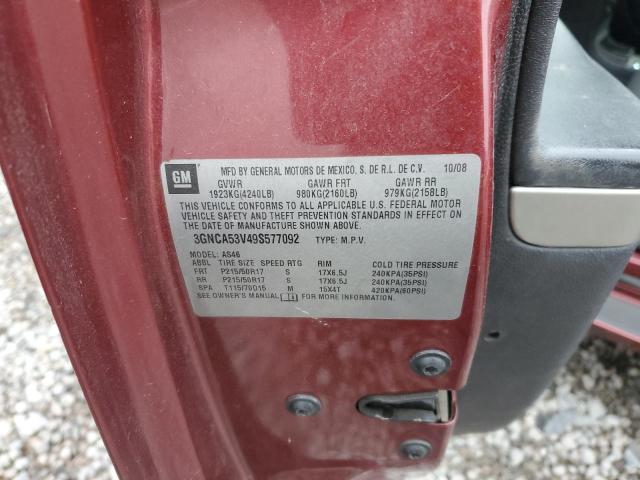 GM
MFD BY GENERAL MOTORS DE MEXICO, S. DE R.L. DE C.V. 10/08
GVWR GAWR FRT GAWR RR
1923KG(4240LB) 980KG(2160LB) 979KG(2158LB)
THIS VEHICLE CONFORMS TO ALL APPLICABLE U.S. FEDERAL MOTOR
VEHICLE SAFETY AND THEFT PREVENTION STANDARDS IN EFFECT ON
THE DATE OF MANUFACTURE SHOWN ABOVE.
3GNCA53V49S577092 TYPE: M.P.V.
MODEL: AS46
ABBL TIRE SIZE SPEED RTG RIM COLD TIRE PRESSURE
FRT P215/50R17 S 17X6.5J 240KPA(35PSI)
RR P215/50R17 S 17X6.5J 240KPA(35PSI)
SPA T115/70D15 M 15X4T 420KPA(60PSI)
SEE OWNER'S MANUAL FOR ADDITIONAL INFORMATION.